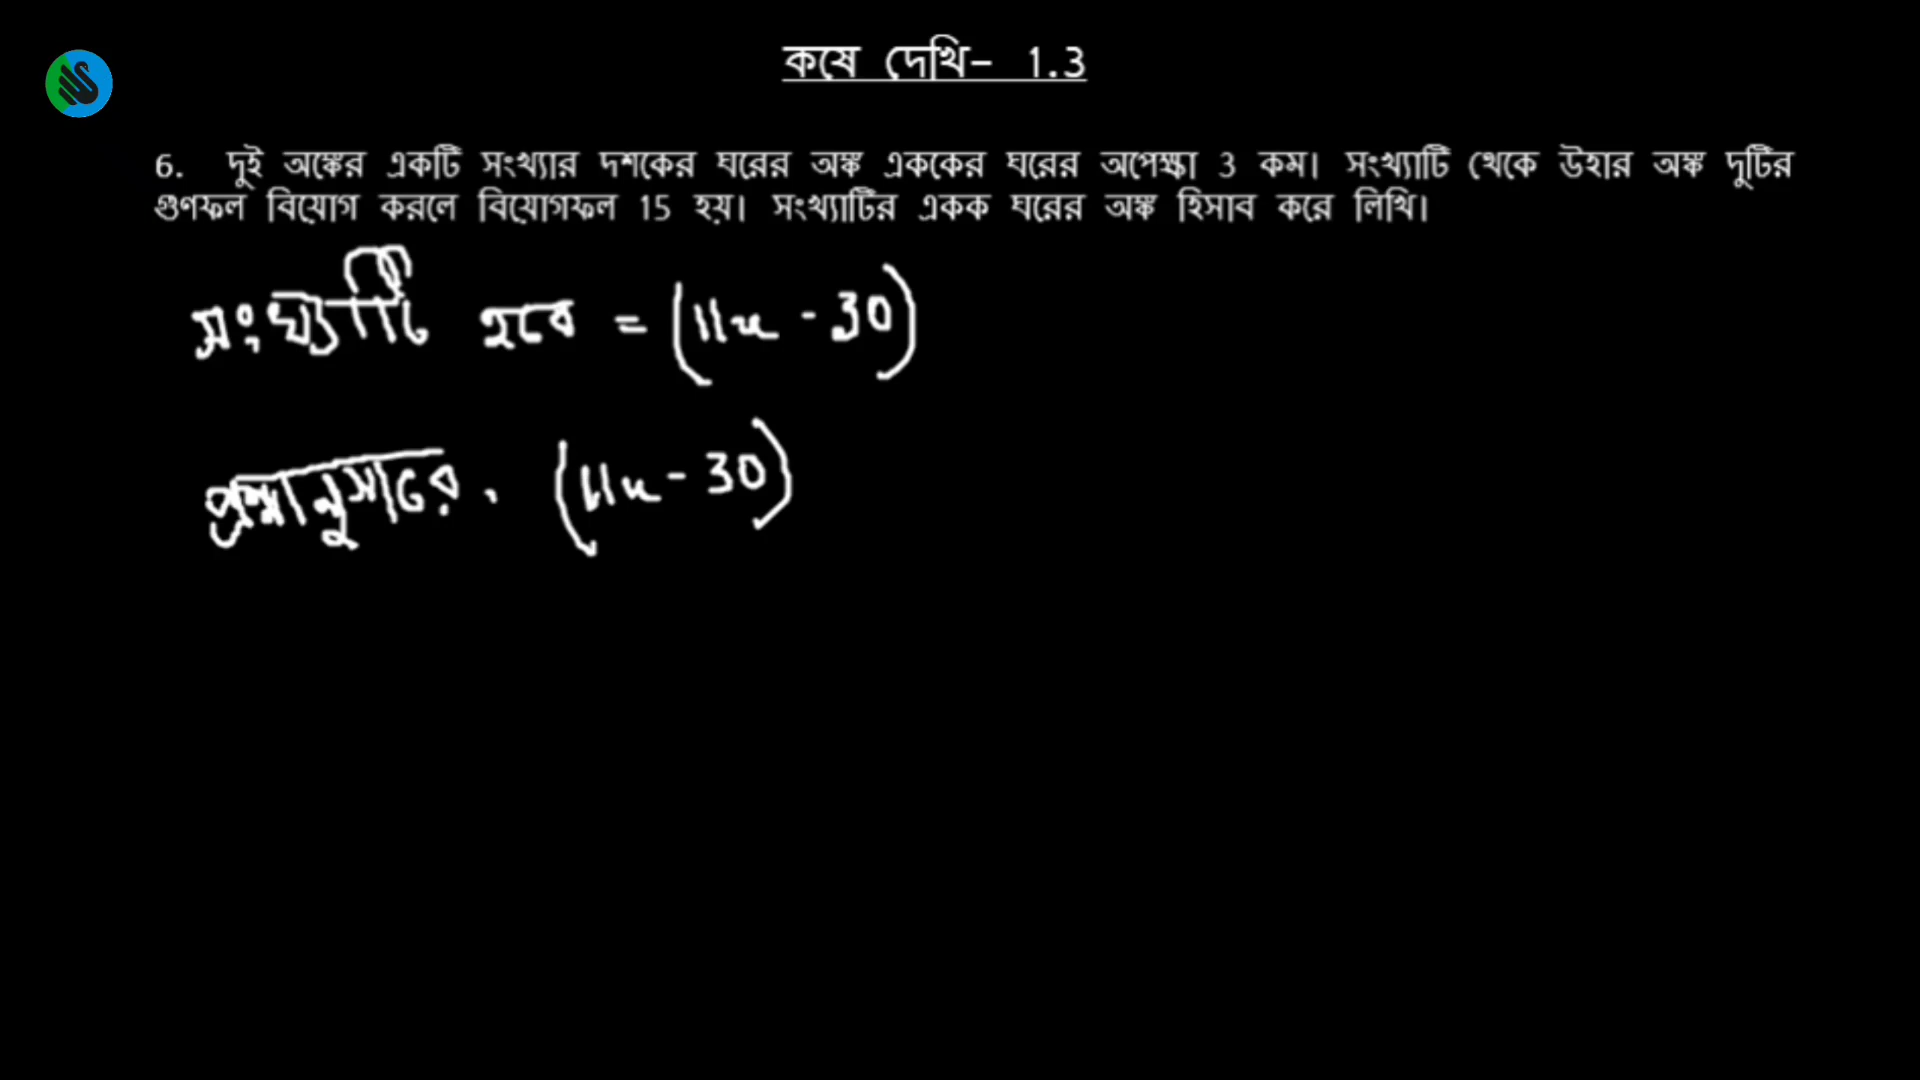 কষে দেখি- 1.3
6. দুই অঙ্কের একটি সংখ্যার দশকের ঘরের অঙ্ক এককের ঘরের অপেক্ষা 3 কম। সংখ্যাটি থেকে উহার অঙ্ক দুটির
গুণফল বিয়োগ করলে বিয়োগফল 15 হয়। সংখ্যাটির একক ঘরের অঙ্ক হিসাব করে লিখি।
সংখ্যাটি হবে = (11x - 30)
প্রশ্নানুসারে, (11x - 30)